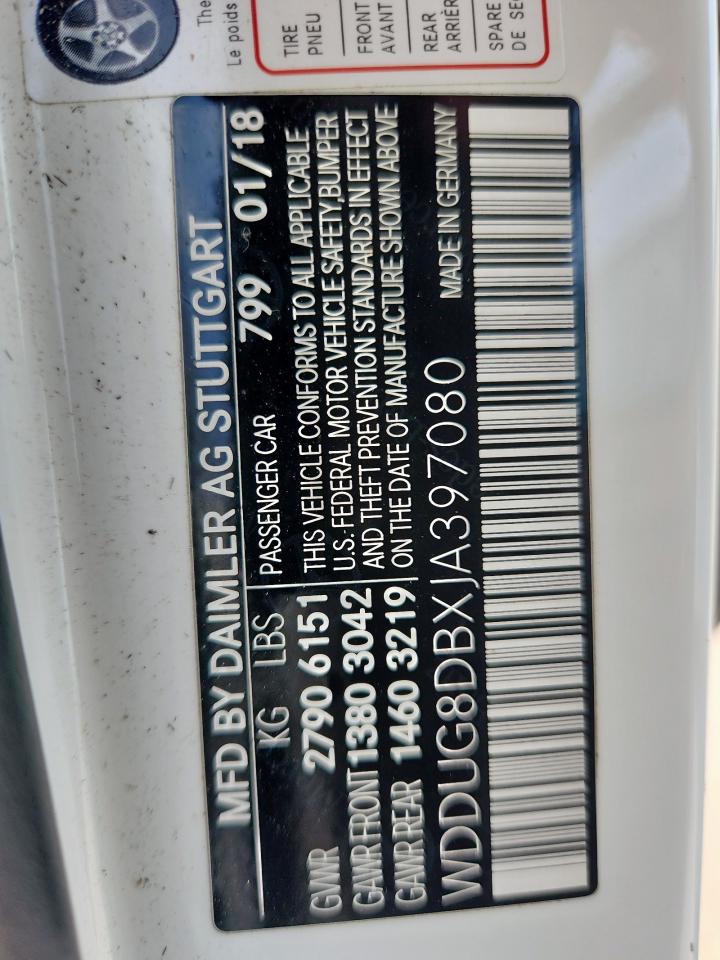 The
Le poids
TIRE
PNEU
FRONT
AVANT
REAR
ARRIÈR
SPARE
DE SE
MFD BY DAIMLER AG STUTTGART
KG LBS PASSENGER CAR 799 01/18
GVWR 2790 6151
GAWR FRONT 1380 3042
GAWR REAR 1460 3219
THIS VEHICLE CONFORMS TO ALL APPLICABLE
U.S. FEDERAL MOTOR VEHICLE SAFETY, BUMPER
AND THEFT PREVENTION STANDARDS IN EFFECT
ON THE DATE OF MANUFACTURE SHOWN ABOVE
WDDUG8DBXJA397080 MADE IN GERMANY